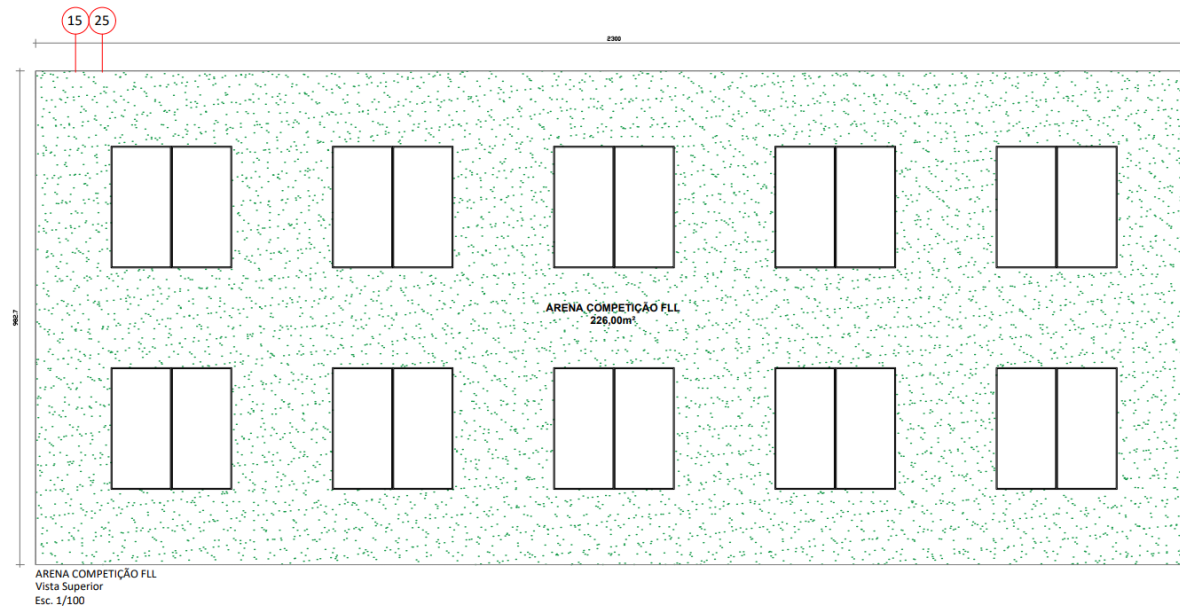 15 25
2300
982.7
ARENA COMPETIÇÃO FLL
226,00m²
ARENA COMPETIÇÃO FLL
Vista Superior
Esc. 1/100